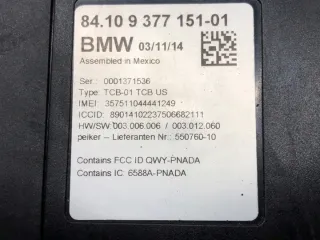 84.10 9 377 151-01
BMW 03/11/14
Assembled in Mexico
Ser.: 0001371536
Type: TCB-01 TCB US
IMEI: 357511044441249
ICCID: 89014102237506682111
HW/SW: 003.006.006 / 003.012.060
peiker – Lieferanten Nr.: 550760-10
Contains FCC ID QWY-PNADA
Contains IC: 6588A-PNADA